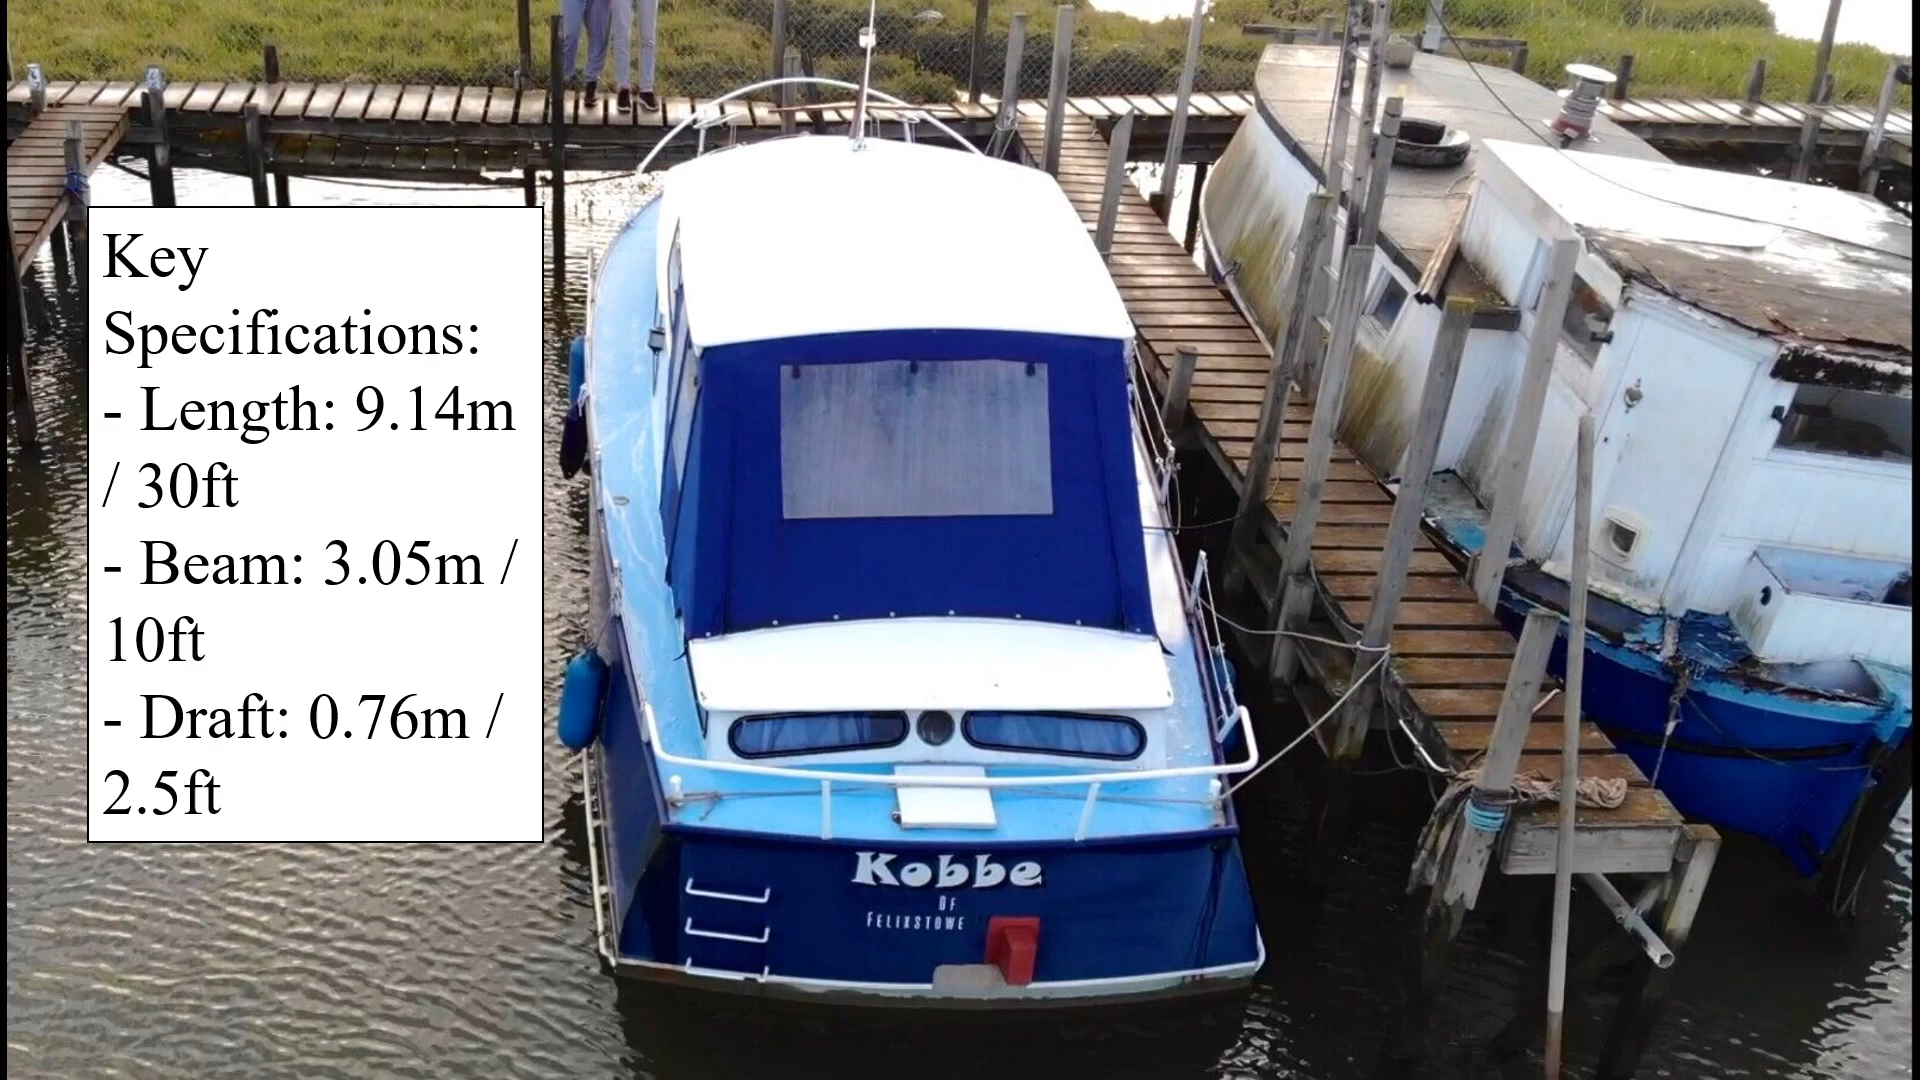 Key
Specifications:
- Length: 9.14m
/ 30ft
- Beam: 3.05m /
10ft
- Draft: 0.76m /
2.5ft
Kobbe
OF
FELIXSTOWE